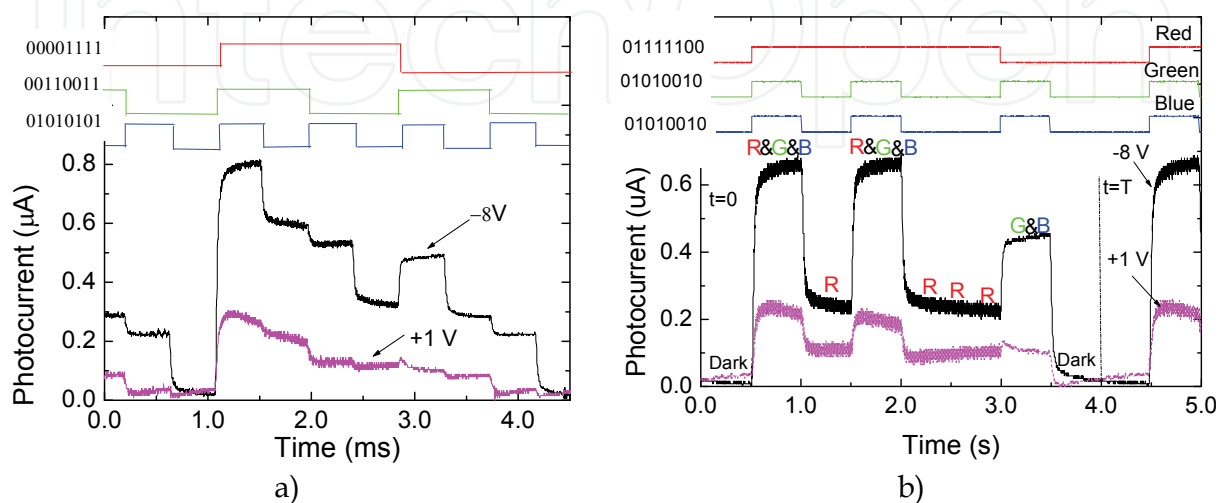 InTechOpen
00001111
00110011
01010101
Photocurrent (μA)
0.8
0.6
0.4
0.2
0.0
−8V
+1 V
0.0 1.0 2.0 3.0 4.0
Time (ms)
a)
01111100
01010010
01010010
Red
Green
Blue
Photocurrent (uA)
0.6
0.4
0.2
0.0
R&G&B R&G&B
t=0
-8 V
t=T
G&B
+1 V
R
R R R
Dark
Dark
0.0 1.0 2.0 3.0 4.0 5.0
Time (s)
b)